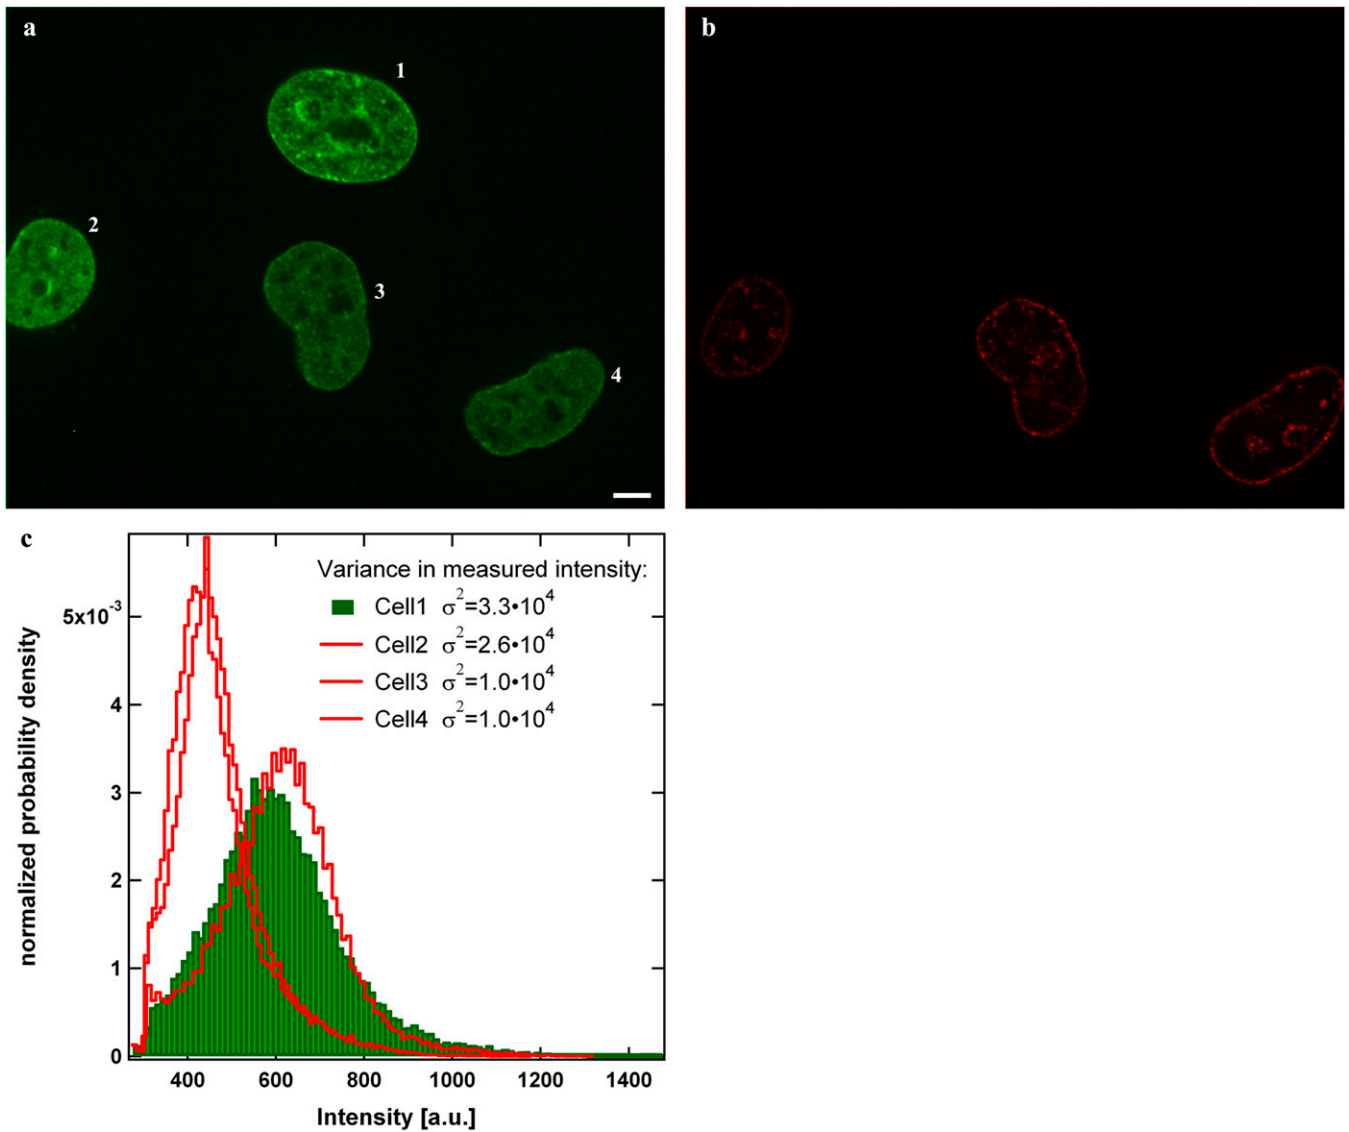 a
b
1
2
3
4
c
Variance in measured intensity:
Cell1 σ²=3.3•10⁴
Cell2 σ²=2.6•10⁴
Cell3 σ²=1.0•10⁴
Cell4 σ²=1.0•10⁴
5x10⁻³
4
3
2
1
0
normalized probability density
400 600 800 1000 1200 1400
Intensity [a.u.]